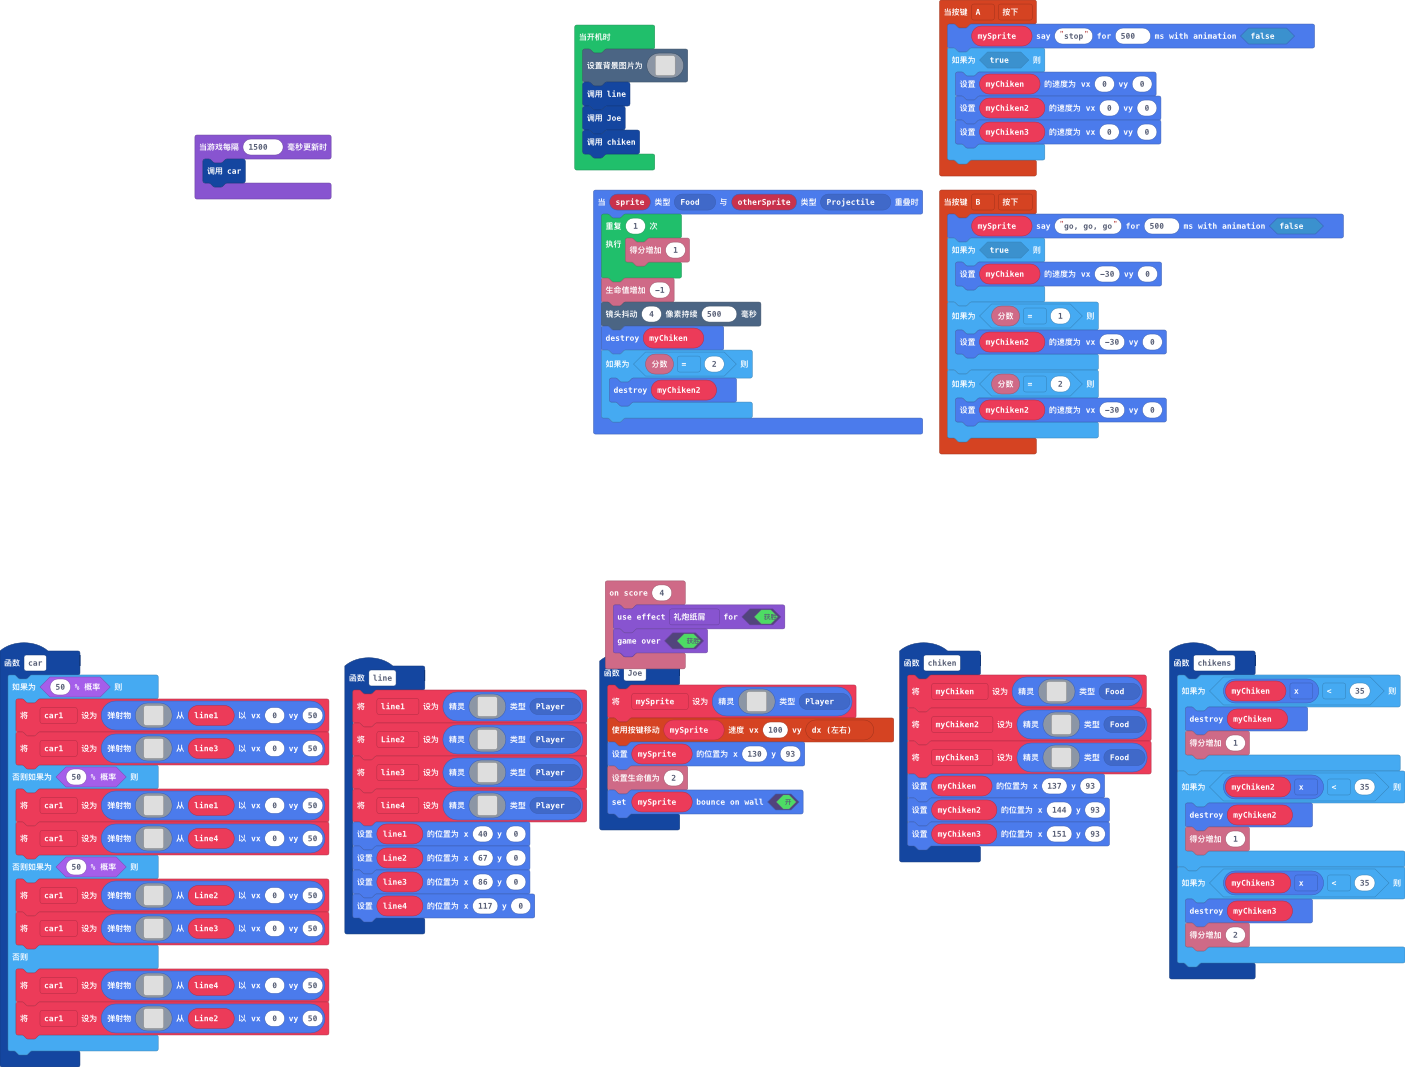 当游戏每隔 1500 毫秒更新时
调用 car
当开机时
设置背景图片为
调用 line
调用 Joe
调用 chiken
当按键 A 按下
mySprite say "stop" for 500 ms with animation false
如果为 true 则
设置 myChiken 的速度为 vx 0 vy 0
设置 myChiken2 的速度为 vx 0 vy 0
设置 myChiken3 的速度为 vx 0 vy 0
当 sprite 类型 Food 与 otherSprite 类型 Projectile 重叠时
重复 1 次
执行 得分增加 1
生命值增加 −1
镜头抖动 4 像素持续 500 毫秒
destroy myChiken
如果为 分数 = 2 则
destroy myChiken2
当按键 B 按下
mySprite say "go, go, go" for 500 ms with animation false
如果为 true 则
设置 myChiken 的速度为 vx −30 vy 0
如果为 分数 = 1 则
设置 myChiken2 的速度为 vx −30 vy 0
如果为 分数 = 2 则
设置 myChiken2 的速度为 vx −30 vy 0
函数 car
如果为 50 % 概率 则
将 car1 设为 弹射物 从 line1 以 vx 0 vy 50
将 car1 设为 弹射物 从 line3 以 vx 0 vy 50
否则如果为 50 % 概率 则
将 car1 设为 弹射物 从 line1 以 vx 0 vy 50
将 car1 设为 弹射物 从 line4 以 vx 0 vy 50
否则如果为 50 % 概率 则
将 car1 设为 弹射物 从 Line2 以 vx 0 vy 50
将 car1 设为 弹射物 从 line3 以 vx 0 vy 50
否则
将 car1 设为 弹射物 从 line4 以 vx 0 vy 50
将 car1 设为 弹射物 从 Line2 以 vx 0 vy 50
函数 line
将 line1 设为 精灵 类型 Player
将 Line2 设为 精灵 类型 Player
将 line3 设为 精灵 类型 Player
将 line4 设为 精灵 类型 Player
设置 line1 的位置为 x 40 y 0
设置 Line2 的位置为 x 67 y 0
设置 line3 的位置为 x 86 y 0
设置 line4 的位置为 x 117 y 0
on score 4
use effect 礼炮纸屑 for
game over
函数 Joe
将 mySprite 设为 精灵 类型 Player
使用按键移动 mySprite 速度 vx 100 vy dx (左右)
设置 mySprite 的位置为 x 130 y 93
设置生命值为 2
set mySprite bounce on wall 开
函数 chiken
将 myChiken 设为 精灵 类型 Food
将 myChiken2 设为 精灵 类型 Food
将 myChiken3 设为 精灵 类型 Food
设置 myChiken 的位置为 x 137 y 93
设置 myChiken2 的位置为 x 144 y 93
设置 myChiken3 的位置为 x 151 y 93
函数 chikens
如果为 myChiken x < 35 则
destroy myChiken
得分增加 1
如果为 myChiken2 x < 35 则
destroy myChiken2
得分增加 1
如果为 myChiken3 x < 35 则
destroy myChiken3
得分增加 2